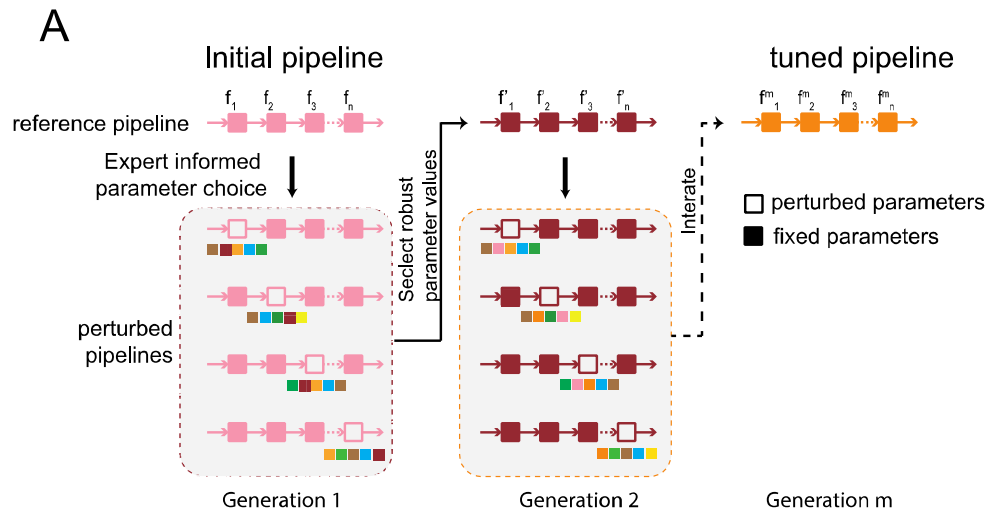 A
Initial pipeline
tuned pipeline
f1 f2 f3 fn
f'1 f'2 f'3 f'n
fm1 fm2 fm3 fmn
reference pipeline
Expert informed
parameter choice
Seclect robust
parameter values
Interate
perturbed parameters
fixed parameters
perturbed
pipelines
Generation 1
Generation 2
Generation m